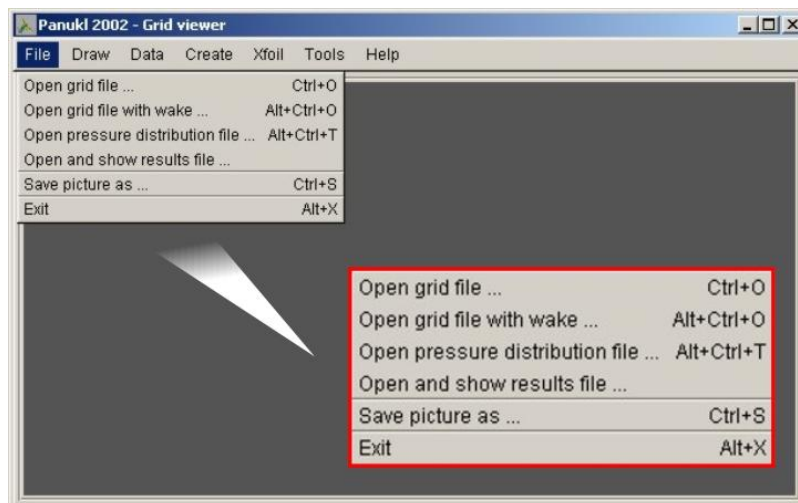 Panukl 2002 - Grid viewer
File Draw Data Create Xfoil Tools Help
Open grid file ... Ctrl+O
Open grid file with wake ... Alt+Ctrl+O
Open pressure distribution file ... Alt+Ctrl+T
Open and show results file ...
Save picture as ... Ctrl+S
Exit Alt+X
Open grid file ... Ctrl+O
Open grid file with wake ... Alt+Ctrl+O
Open pressure distribution file ... Alt+Ctrl+T
Open and show results file ...
Save picture as ... Ctrl+S
Exit Alt+X